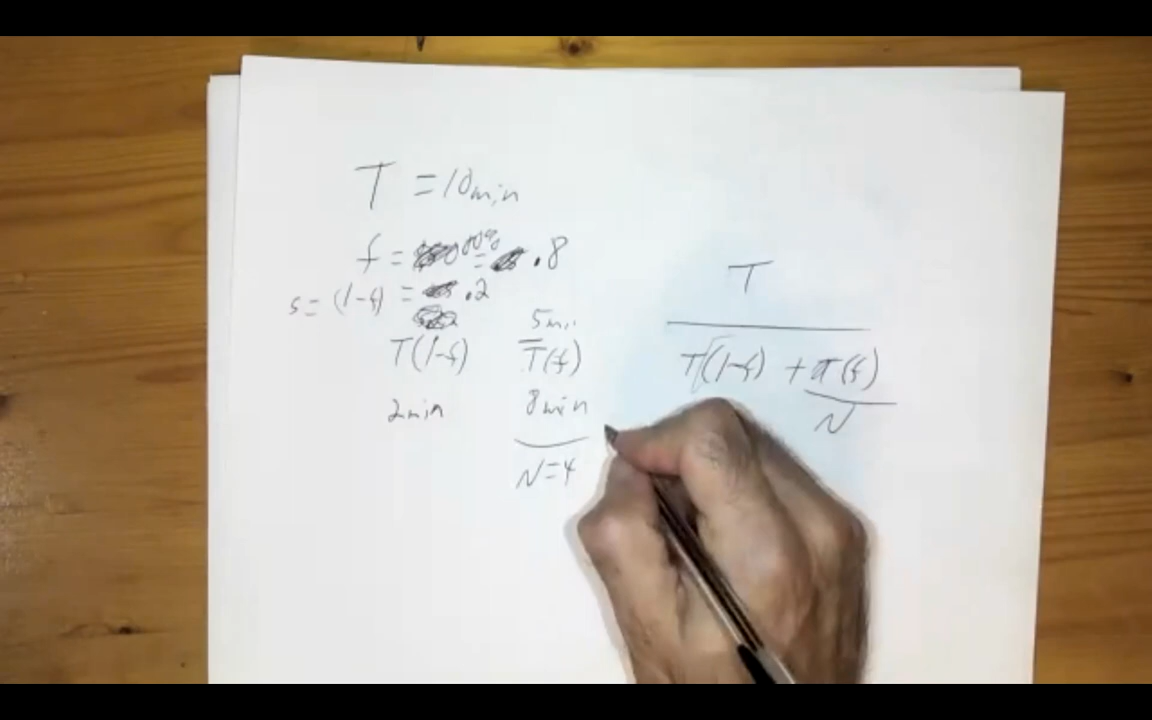 T = 10min
f = 80% = .8
s = (1-f) = .2
5min
T(1-f) T(f)
2min 8min
N=4
T
T(1-f) + T(f)
N